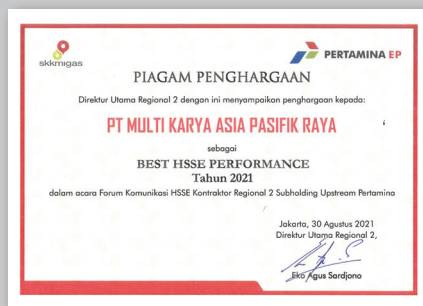 skkmigas
PERTAMINA EP
PIAGAM PENGHARGAAN
Direktur Utama Regional 2 dengan ini menyampaikan penghargaan kepada:
PT MULTI KARYA ASIA PASIFIK RAYA
sebagai
BEST HSSE PERFORMANCE
Tahun 2021
dalam acara Forum Komunikasi HSSE Kontraktor Regional 2 Subholding Upstream Pertamina
Jakarta, 30 Agustus 2021
Direktur Utama Regional 2,
Eko Agus Sardjono